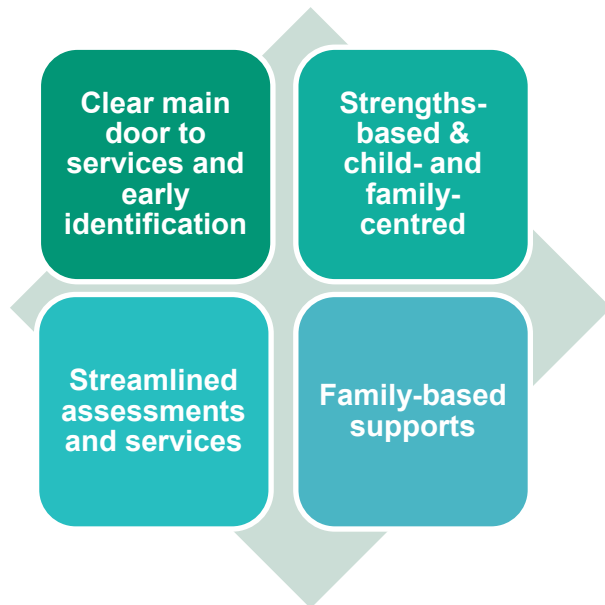 Clear main
door to
services and
early
identification
Strengths-
based &
child- and
family-
centred
Streamlined
assessments
and services
Family-based
supports